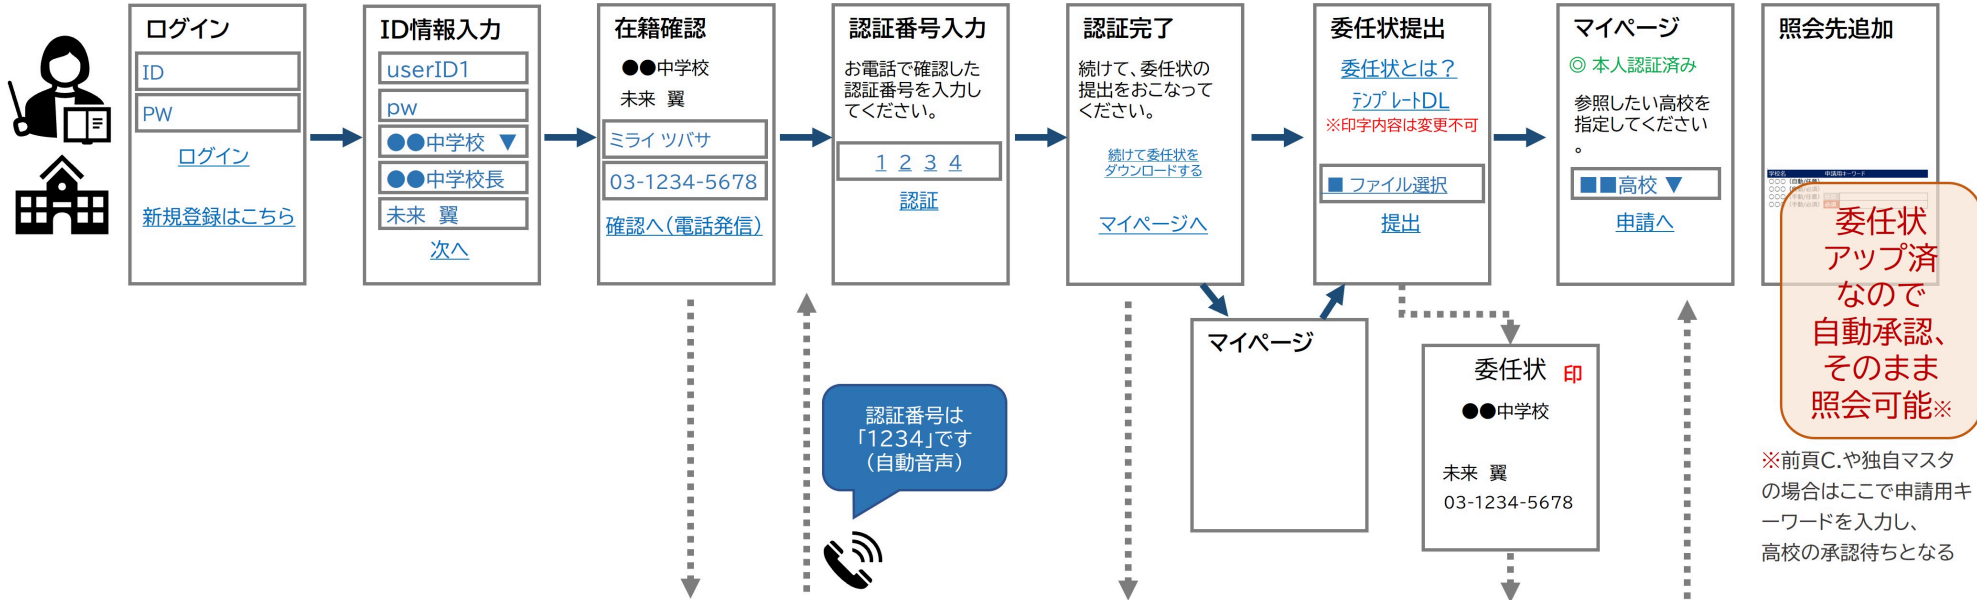 ログイン
ID
PW
ログイン
新規登録はこちら
ID情報入力
userID1
pw
●●中学校 ▼
●●中学校長
未来 翼
次へ
在籍確認
●●中学校
未来 翼
ミライ ツバサ
03-1234-5678
確認へ(電話発信)
認証番号入力
お電話で確認した
認証番号を入力し
てください。
1 2 3 4
認証
認証完了
続けて、委任状の
提出をおこなって
ください。
続けて委任状を
ダウンロードする
マイページへ
委任状提出
委任状とは?
テンプレートDL
※印字内容は変更不可
■ ファイル選択
提出
マイページ
◎ 本人認証済み
参照したい高校を
指定してください
。
■■高校 ▼
申請へ
照会先追加
学校名 申請用キーワード
委任状
アップ済
なので
自動承認、
そのまま
照会可能※
※前頁C.や独自マスタ
の場合はここで申請用キ
ーワードを入力し、
高校の承認待ちとなる
マイページ
委任状 印
●●中学校
未来 翼
03-1234-5678
認証番号は
「1234」です
(自動音声)